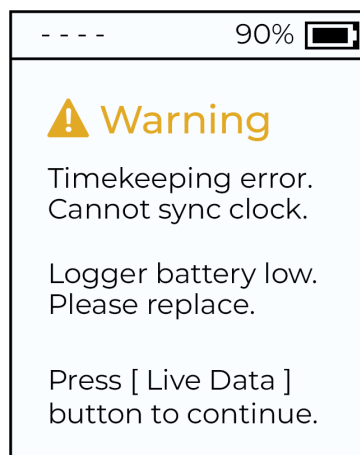 - - - - 90%
Warning
Timekeeping error.
Cannot sync clock.
Logger battery low.
Please replace.
Press [ Live Data ]
button to continue.